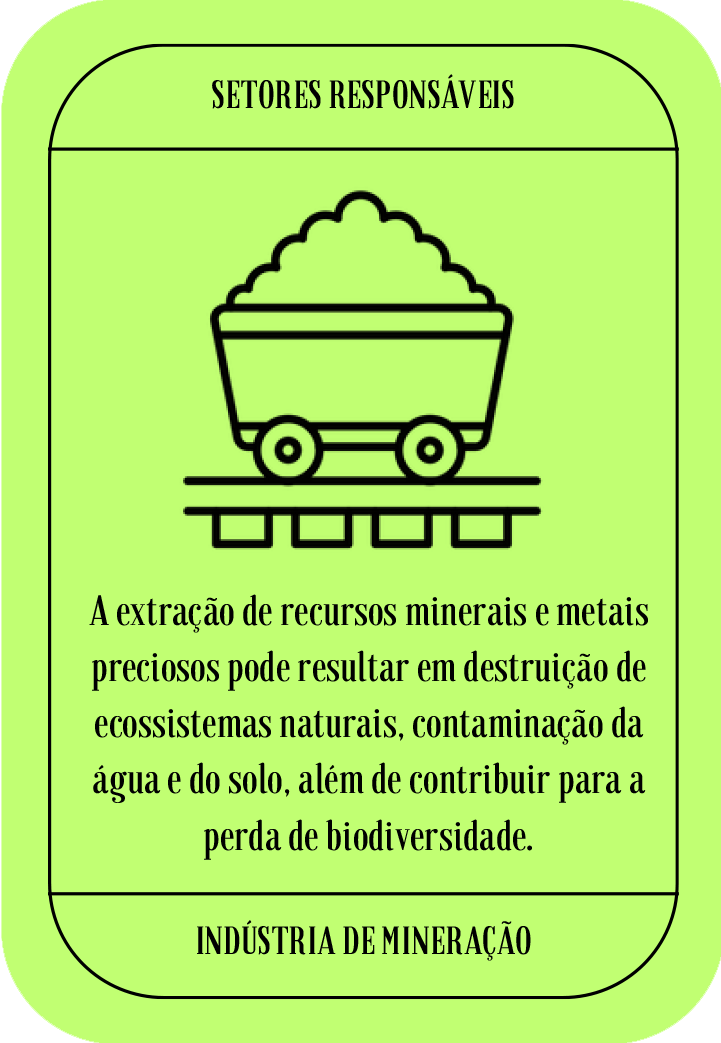 SETORES RESPONSÁVEIS
A extração de recursos minerais e metais
preciosos pode resultar em destruição de
ecossistemas naturais, contaminação da
água e do solo, além de contribuir para a
perda de biodiversidade.
INDÚSTRIA DE MINERAÇÃO